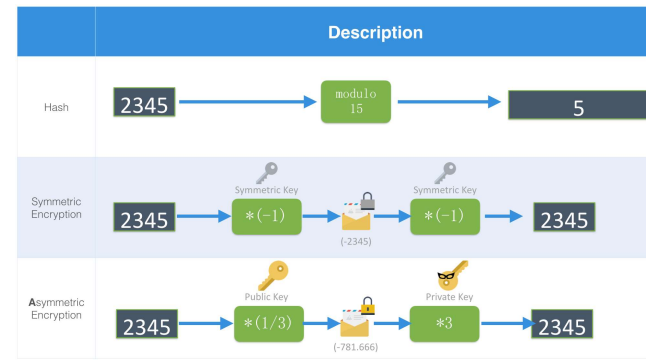 Description
Hash
2345
modulo
15
5
Symmetric
Encryption
Symmetric Key
Symmetric Key
2345
*(-1)
(-2345)
*(-1)
2345
Asymmetric
Encryption
Public Key
Private Key
2345
*(1/3)
(-781.666)
*3
2345